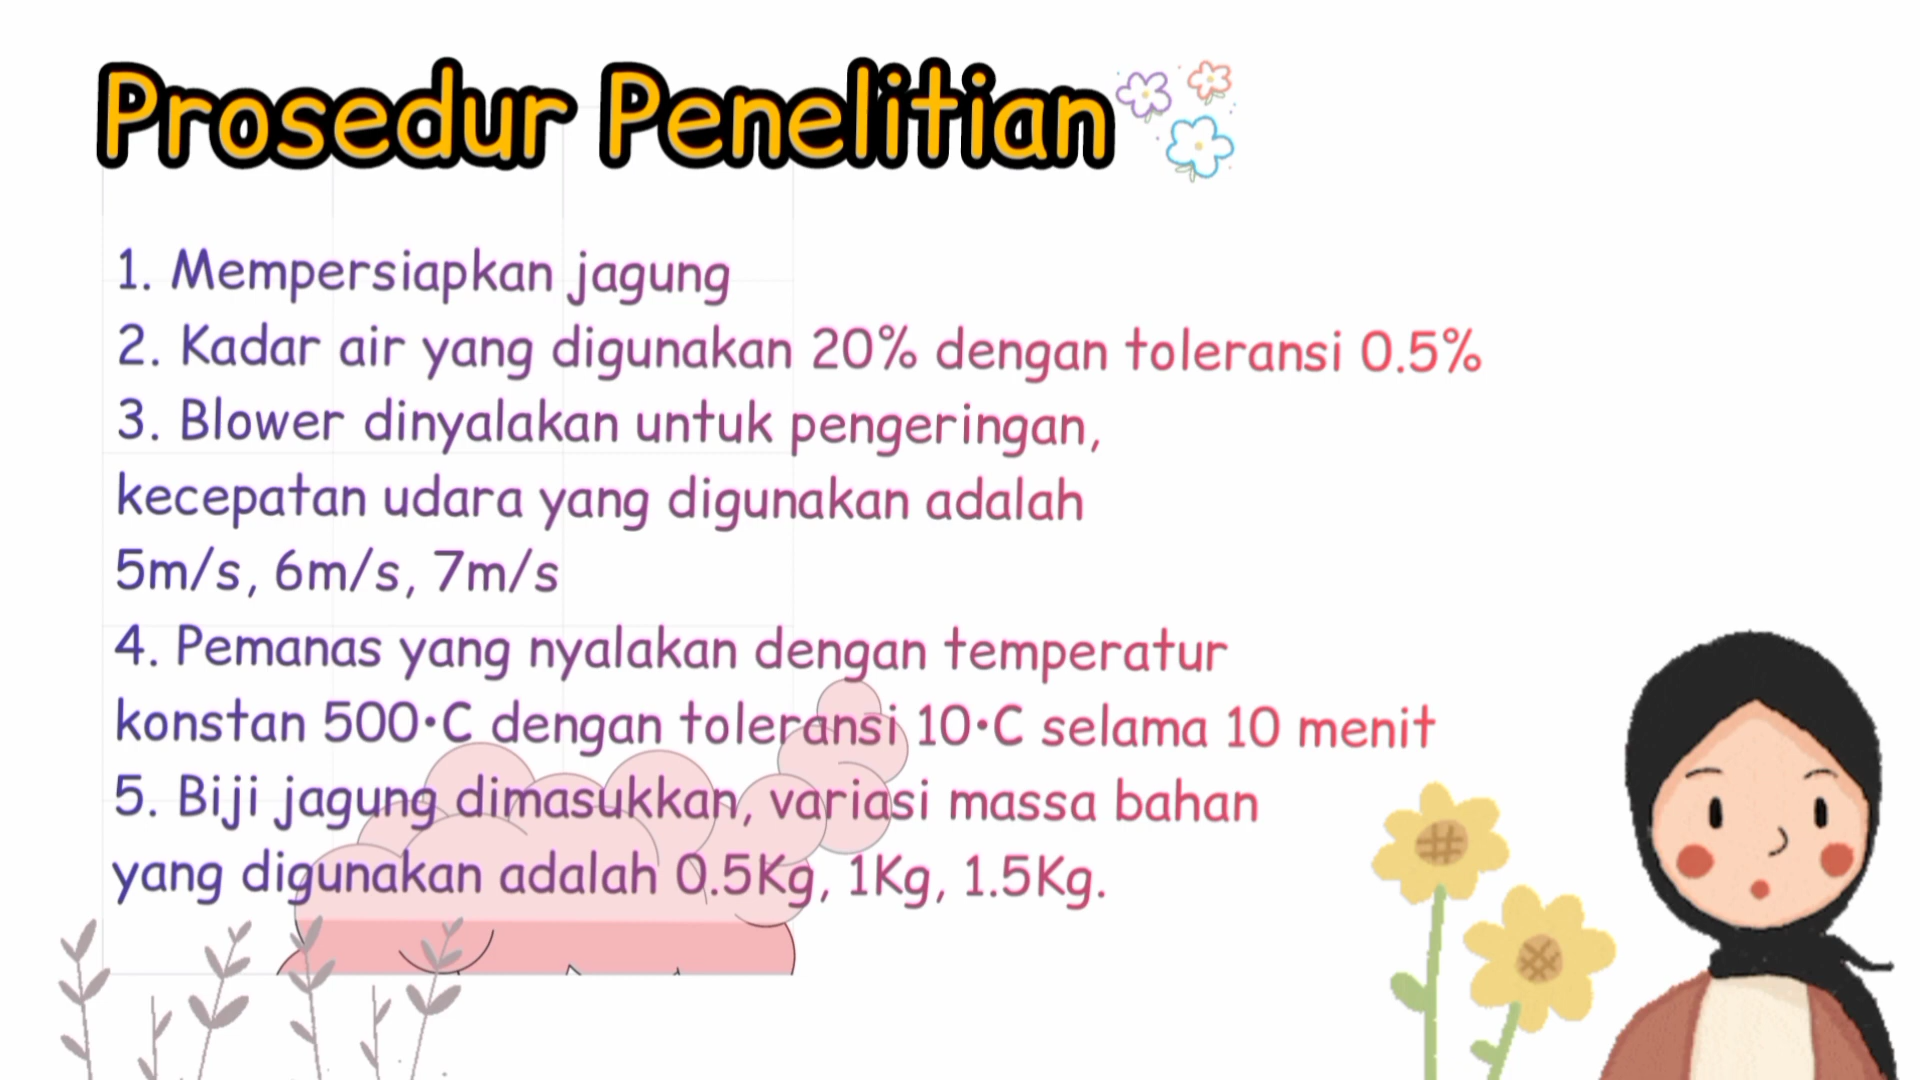 Prosedur Penelitian
1. Mempersiapkan jagung
2. Kadar air yang digunakan 20% dengan toleransi 0.5%
3. Blower dinyalakan untuk pengeringan,
kecepatan udara yang digunakan adalah
5m/s, 6m/s, 7m/s
4. Pemanas yang nyalakan dengan temperatur
konstan 500•C dengan toleransi 10•C selama 10 menit
5. Biji jagung dimasukkan, variasi massa bahan
yang digunakan adalah 0.5Kg, 1Kg, 1.5Kg.